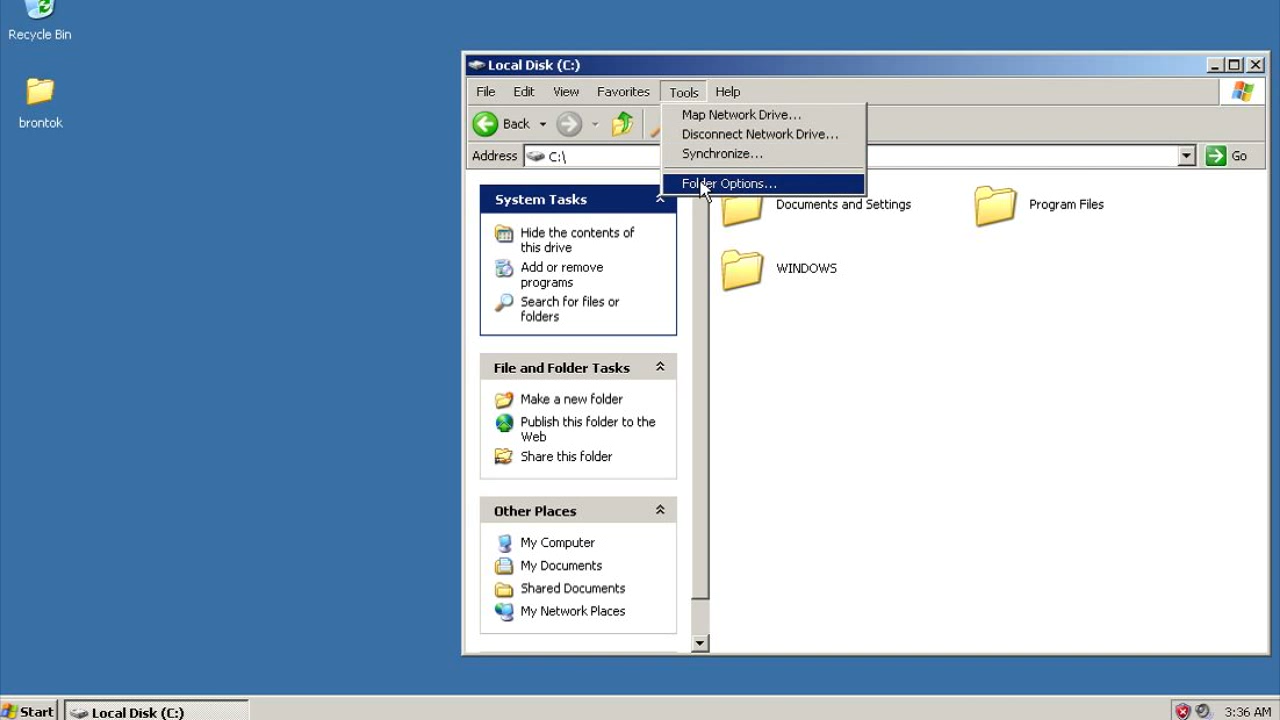 Recycle Bin
brontok
Local Disk (C:)
File Edit View Favorites Tools Help
Back
Address C:\ Go
Map Network Drive...
Disconnect Network Drive...
Synchronize...
Folder Options...
System Tasks
Hide the contents of
this drive
Add or remove
programs
Search for files or
folders
File and Folder Tasks
Make a new folder
Publish this folder to the
Web
Share this folder
Other Places
My Computer
My Documents
Shared Documents
My Network Places
Documents and Settings
Program Files
WINDOWS
Start
Local Disk (C:)
3:36 AM